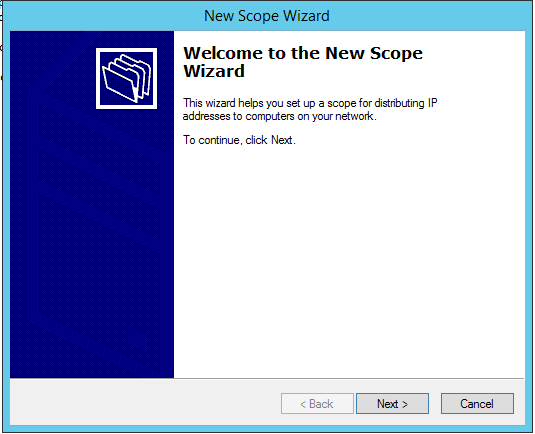 New Scope Wizard
Welcome to the New Scope
Wizard
This wizard helps you set up a scope for distributing IP
addresses to computers on your network.
To continue, click Next.
< Back
Next >
Cancel